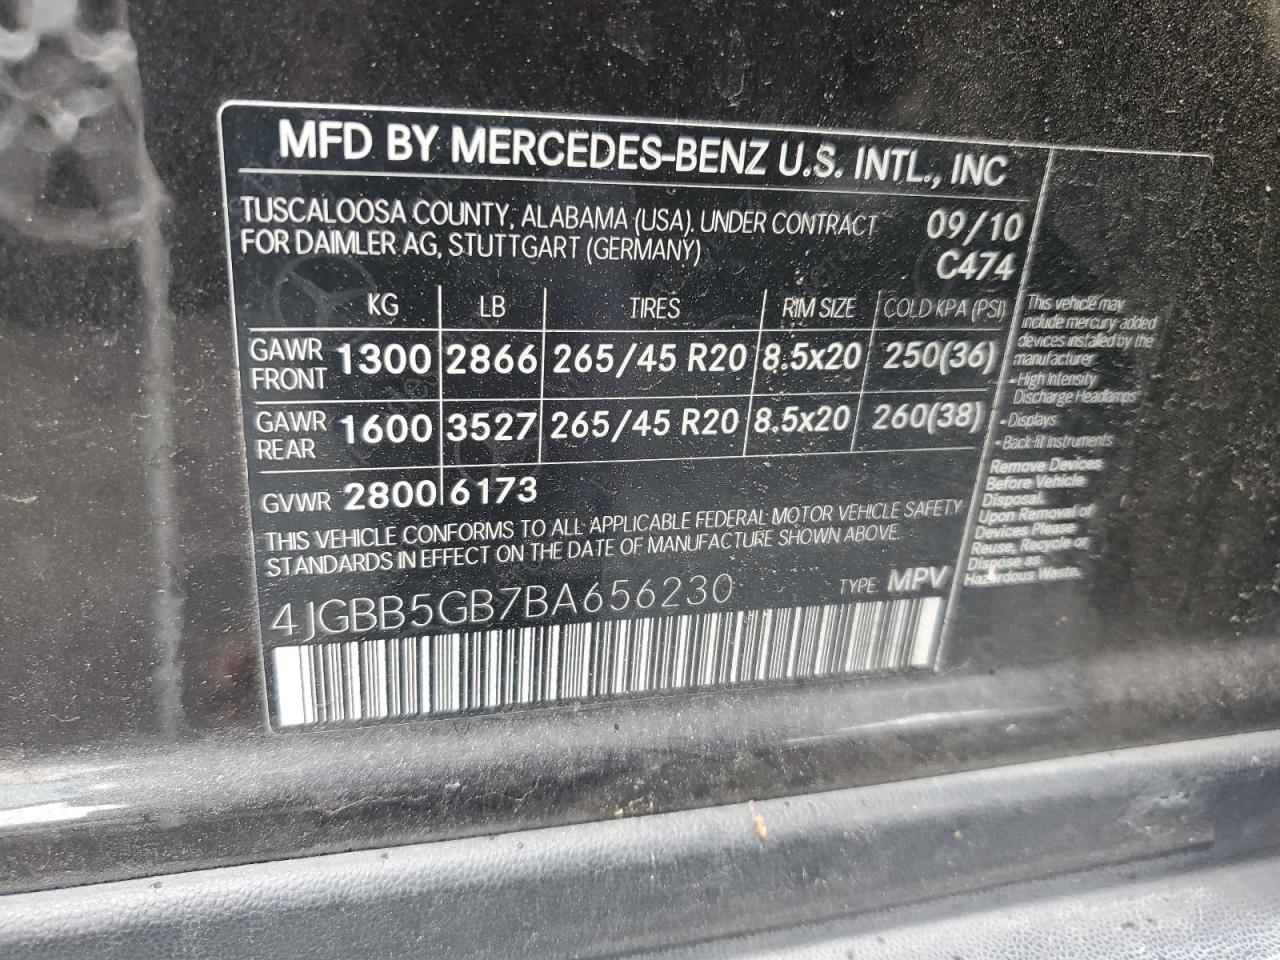 MFD BY MERCEDES-BENZ U.S. INTL., INC
TUSCALOOSA COUNTY, ALABAMA (USA). UNDER CONTRACT
FOR DAIMLER AG, STUTTGART (GERMANY)
09/10
C474
KG LB TIRES RIM SIZE COLD KPA (PSI)
GAWR FRONT 1300 2866 265/45 R20 8.5x20 250(36)
GAWR REAR 1600 3527 265/45 R20 8.5x20 260(38)
GVWR 2800 6173
THIS VEHICLE CONFORMS TO ALL APPLICABLE FEDERAL MOTOR VEHICLE SAFETY
STANDARDS IN EFFECT ON THE DATE OF MANUFACTURE SHOWN ABOVE.
4JGBB5GB7BA656230 TYPE MPV
This vehicle may
include mercury added
devices installed by the
manufacturer
- High Intensity
Discharge Headlamps
- Displays
- Back-lit Instruments
Remove Devices
Before Vehicle
Disposal.
Upon Removal of
Devices Please
Reuse, Recycle or
Dispose as
Hazardous Waste.